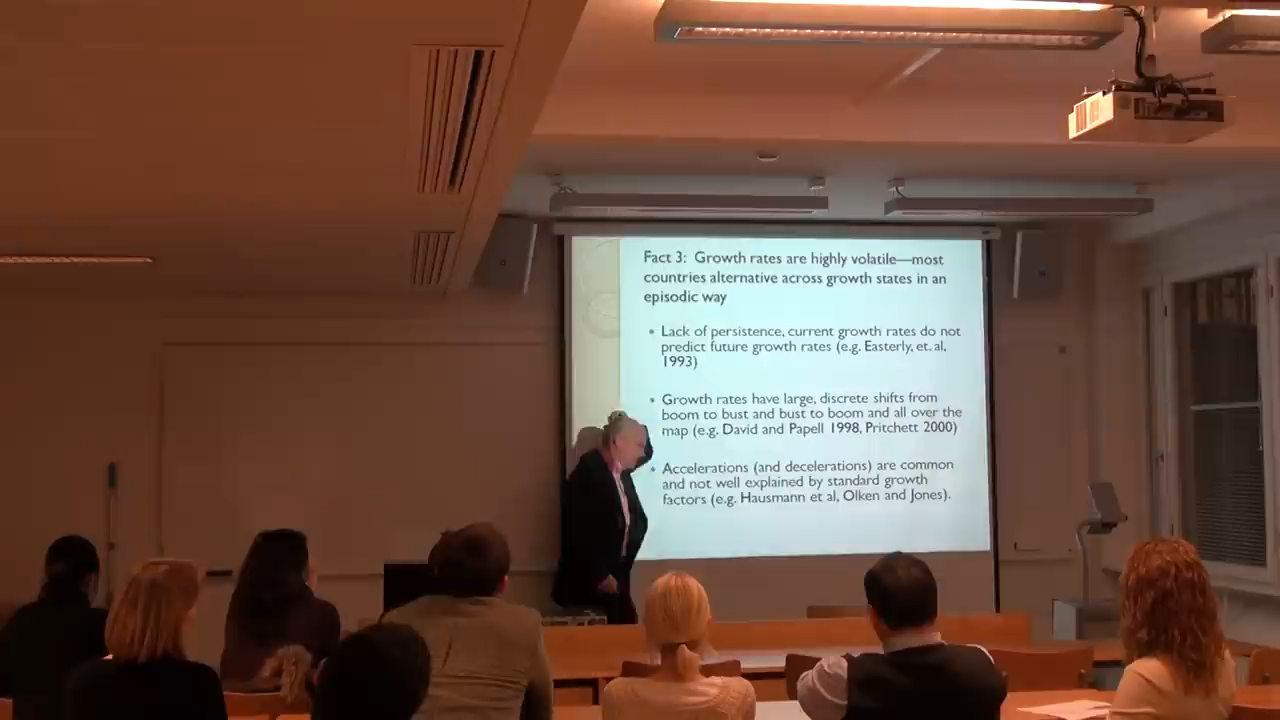 Fact 3: Growth rates are highly volatile—most
countries alternative across growth states in an
episodic way
• Lack of persistence, current growth rates do not
predict future growth rates (e.g. Easterly, et. al,
1993)
• Growth rates have large, discrete shifts from
boom to bust and bust to boom and all over the
map (e.g. David and Papell 1998, Pritchett 2000)
• Accelerations (and decelerations) are common
and not well explained by standard growth
factors (e.g. Hausmann et al, Olken and Jones).